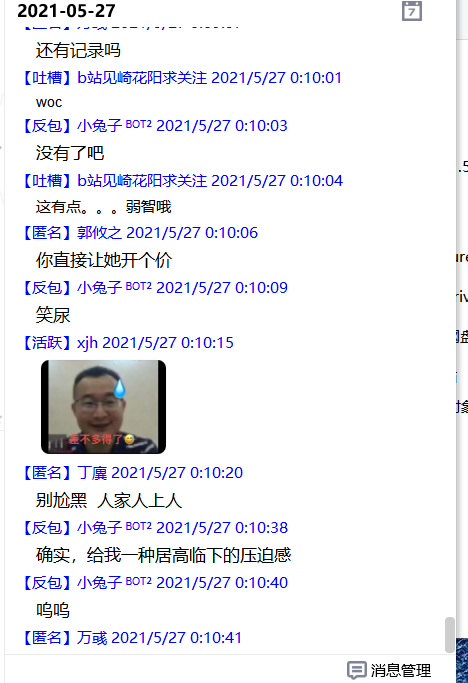 2021-05-27
7
还有记录吗
【吐槽】b站见崎花阳求关注 2021/5/27 0:10:01
woc
【反包】小兔子 BOT2 2021/5/27 0:10:03
没有了吧
【吐槽】b站见崎花阳求关注 2021/5/27 0:10:04
这有点。。。弱智哦
【匿名】郭攸之 2021/5/27 0:10:06
你直接让她开个价
【反包】小兔子 BOT2 2021/5/27 0:10:09
笑尿
【活跃】xjh 2021/5/27 0:10:15
差不多得了
【匿名】丁廙 2021/5/27 0:10:20
别尬黑 人家人上人
【反包】小兔子 BOT2 2021/5/27 0:10:38
确实，给我一种居高临下的压迫感
【反包】小兔子 BOT2 2021/5/27 0:10:40
呜呜
【匿名】万彧 2021/5/27 0:10:41
消息管理